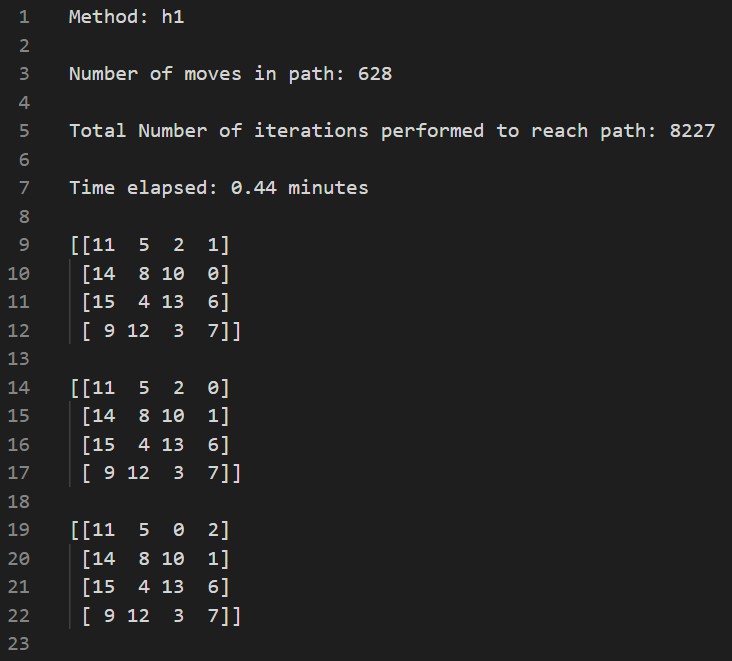 1 Method: h1
2
3 Number of moves in path: 628
4
5 Total Number of iterations performed to reach path: 8227
6
7 Time elapsed: 0.44 minutes
8
9 [[11  5  2  1]
10  [14  8 10  0]
11  [15  4 13  6]
12  [ 9 12  3  7]]
13
14 [[11  5  2  0]
15  [14  8 10  1]
16  [15  4 13  6]
17  [ 9 12  3  7]]
18
19 [[11  5  0  2]
20  [14  8 10  1]
21  [15  4 13  6]
22  [ 9 12  3  7]]
23